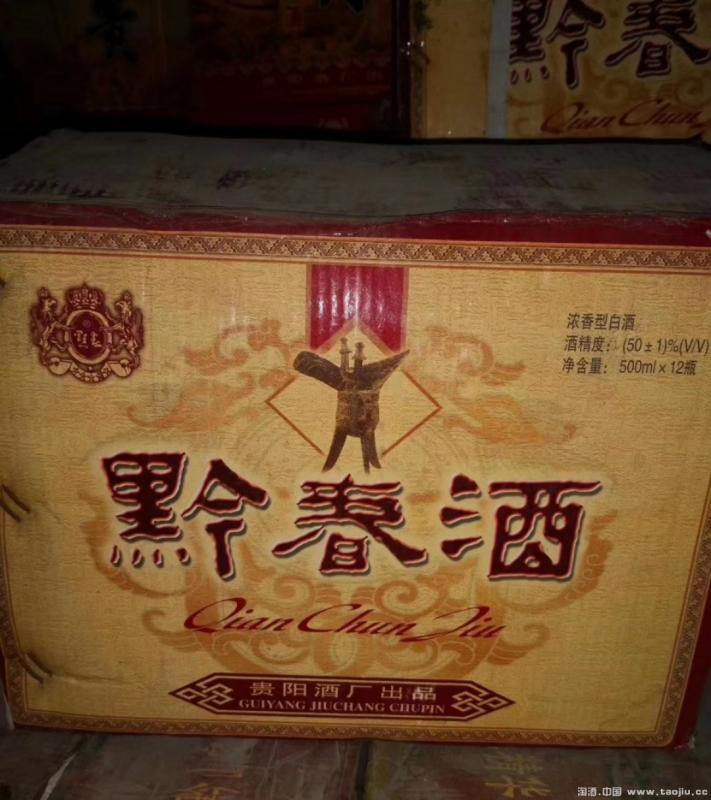 黔春
Qian Chun
浓香型白酒
酒精度：(50±1)%(V/V)
净含量：500ml×12瓶
黔春酒
Qian Chun Jiu
贵阳酒厂出品
GUIYANG JIUCHANG CHUPIN
淘酒.中国 www.taojiu.cc